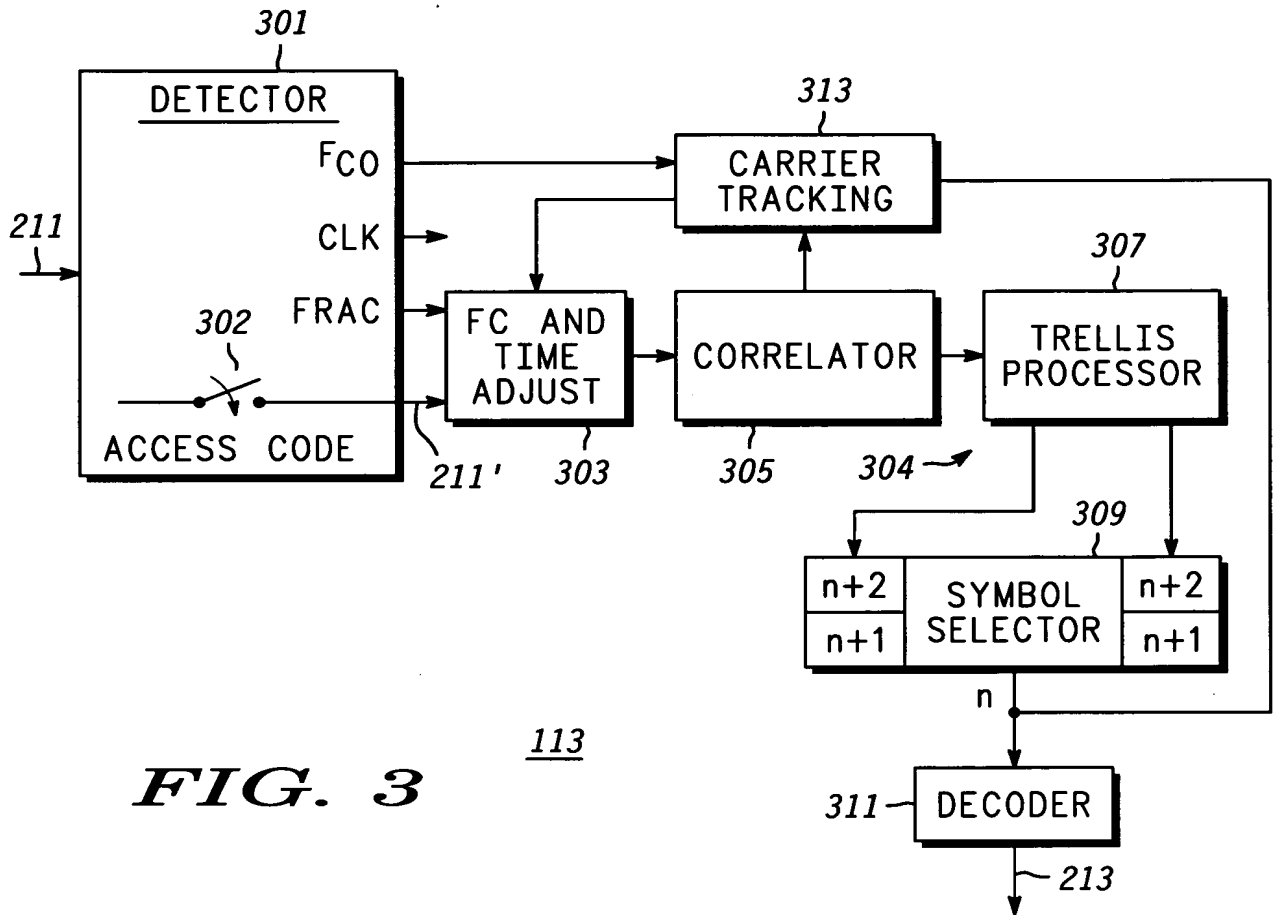 301
DETECTOR
FCO
CLK
FRAC
302
ACCESS CODE
211
211'
313
CARRIER
TRACKING
FC AND
TIME
ADJUST
303
CORRELATOR
305
307
TRELLIS
PROCESSOR
304
309
n+2
n+1
SYMBOL
SELECTOR
n+2
n+1
n
113
FIG. 3
311
DECODER
213